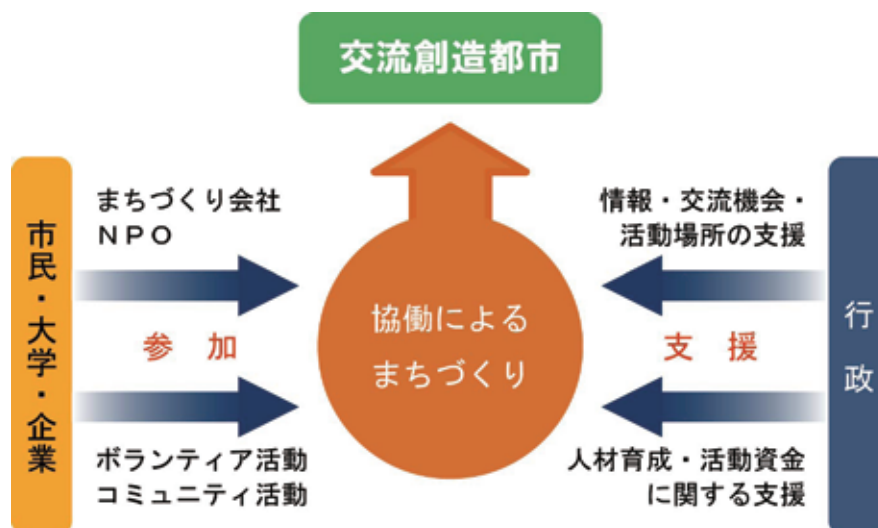 交流創造都市
市民・大学・企業
まちづくり会社
ＮＰＯ
参 加
ボランティア活動
コミュニティ活動
協働による
まちづくり
情報・交流機会・
活動場所の支援
支 援
人材育成・活動資金
に関する支援
行政